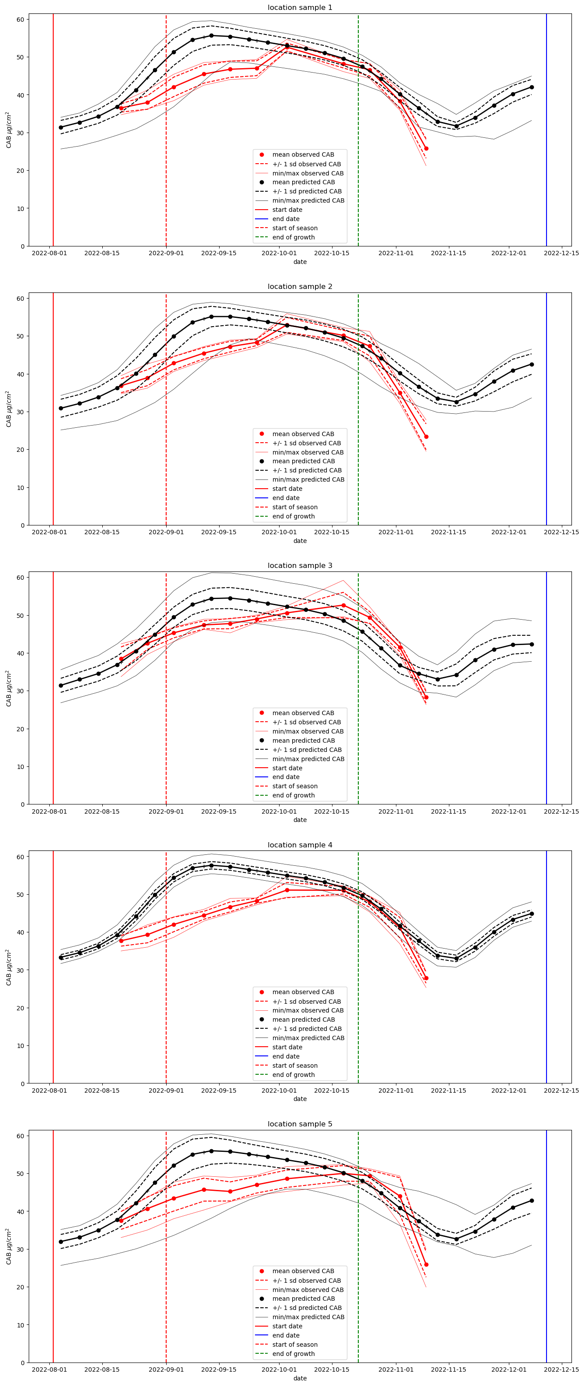 location sample 1
CAB µg/cm²
60
50
40
30
20
10
0
mean observed CAB
+/- 1 sd observed CAB
min/max observed CAB
mean predicted CAB
+/- 1 sd predicted CAB
min/max predicted CAB
start date
end date
start of season
end of growth
2022-08-01 2022-08-15 2022-09-01 2022-09-15 2022-10-01 2022-10-15 2022-11-01 2022-11-15 2022-12-01 2022-12-15
date
location sample 2
CAB µg/cm²
60
50
40
30
20
10
0
mean observed CAB
+/- 1 sd observed CAB
min/max observed CAB
mean predicted CAB
+/- 1 sd predicted CAB
min/max predicted CAB
start date
end date
start of season
end of growth
2022-08-01 2022-08-15 2022-09-01 2022-09-15 2022-10-01 2022-10-15 2022-11-01 2022-11-15 2022-12-01 2022-12-15
date
location sample 3
CAB µg/cm²
60
50
40
30
20
10
0
mean observed CAB
+/- 1 sd observed CAB
min/max observed CAB
mean predicted CAB
+/- 1 sd predicted CAB
min/max predicted CAB
start date
end date
start of season
end of growth
2022-08-01 2022-08-15 2022-09-01 2022-09-15 2022-10-01 2022-10-15 2022-11-01 2022-11-15 2022-12-01 2022-12-15
date
location sample 4
CAB µg/cm²
60
50
40
30
20
10
0
mean observed CAB
+/- 1 sd observed CAB
min/max observed CAB
mean predicted CAB
+/- 1 sd predicted CAB
min/max predicted CAB
start date
end date
start of season
end of growth
2022-08-01 2022-08-15 2022-09-01 2022-09-15 2022-10-01 2022-10-15 2022-11-01 2022-11-15 2022-12-01 2022-12-15
date
location sample 5
CAB µg/cm²
60
50
40
30
20
10
0
mean observed CAB
+/- 1 sd observed CAB
min/max observed CAB
mean predicted CAB
+/- 1 sd predicted CAB
min/max predicted CAB
start date
end date
start of season
end of growth
2022-08-01 2022-08-15 2022-09-01 2022-09-15 2022-10-01 2022-10-15 2022-11-01 2022-11-15 2022-12-01 2022-12-15
date